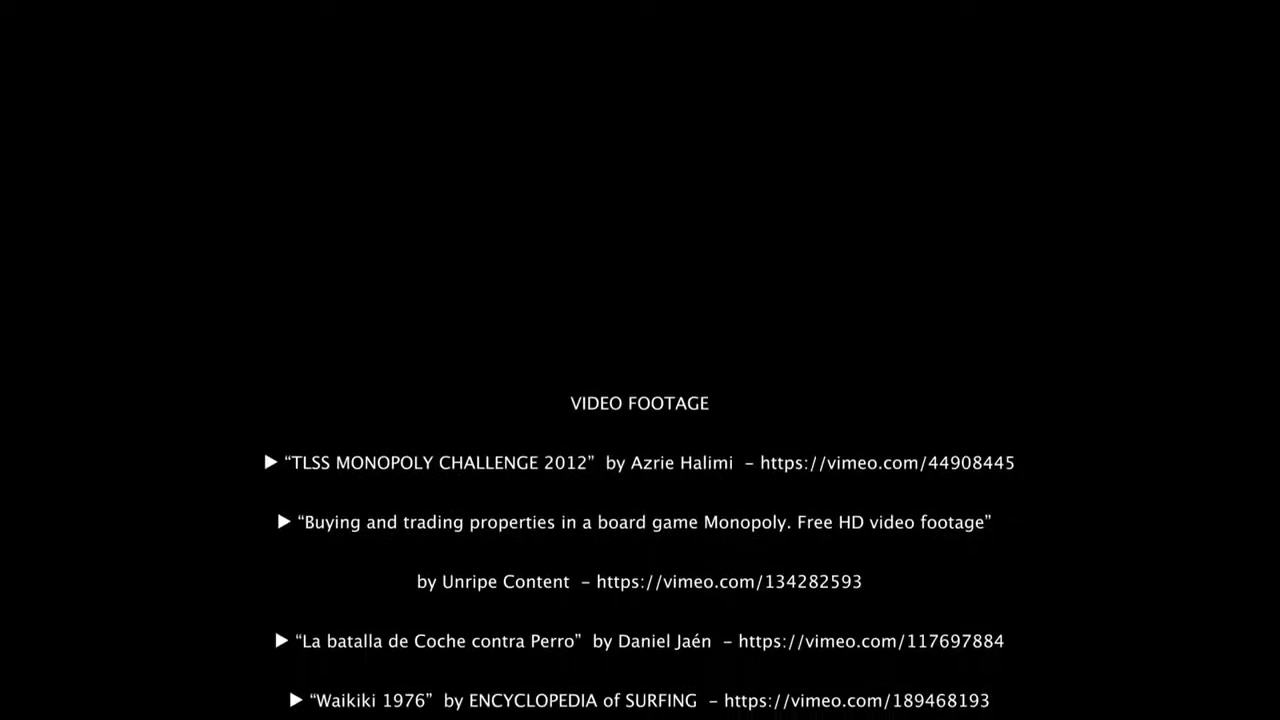 VIDEO FOOTAGE
▶ “TLSS MONOPOLY CHALLENGE 2012” by Azrie Halimi – https://vimeo.com/44908445
▶ “Buying and trading properties in a board game Monopoly. Free HD video footage”
by Unripe Content – https://vimeo.com/134282593
▶ “La batalla de Coche contra Perro” by Daniel Jaén – https://vimeo.com/117697884
▶ “Waikiki 1976” by ENCYCLOPEDIA of SURFING – https://vimeo.com/189468193